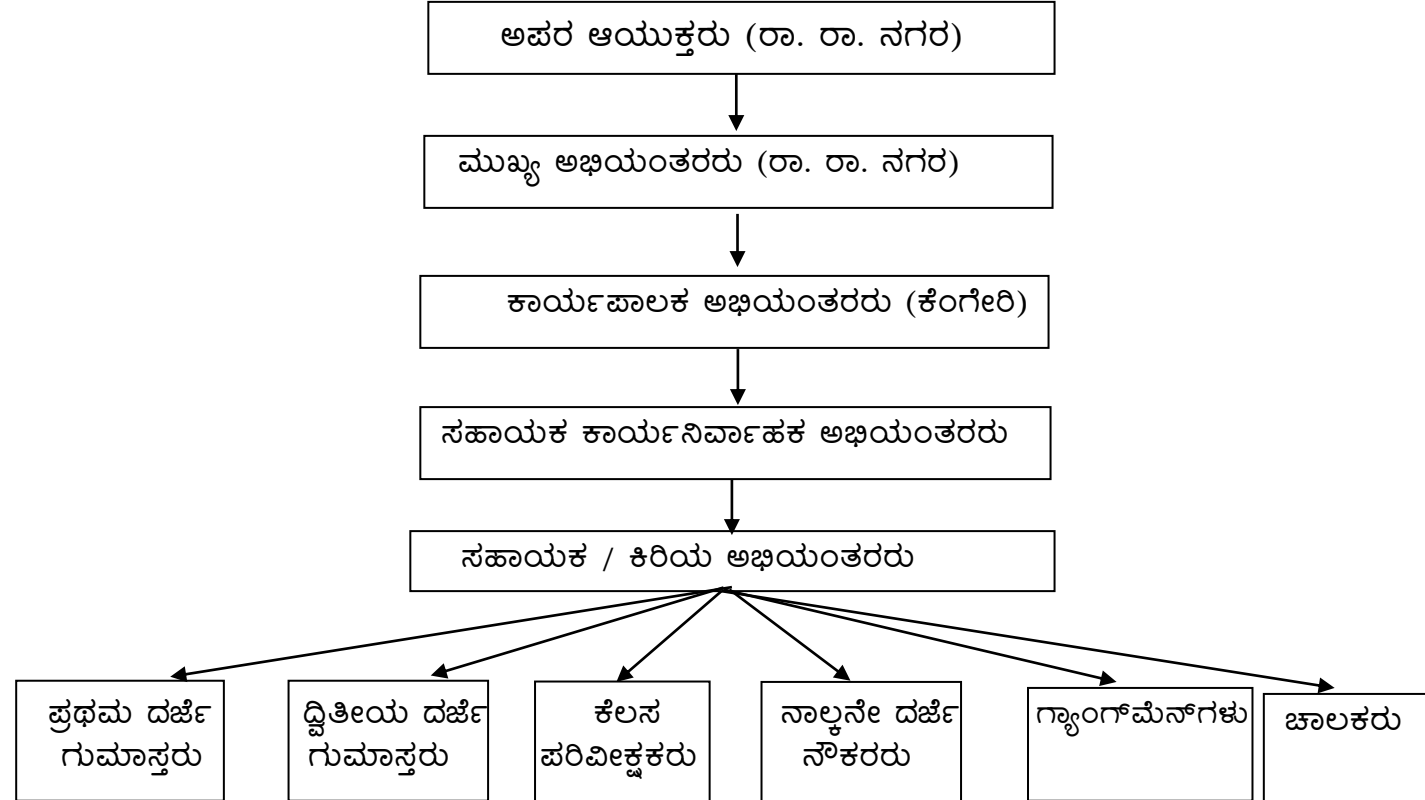 ಅಪರ ಆಯುಕ್ತರು (ರಾ. ರಾ. ನಗರ)
ಮುಖ್ಯ ಅಭಿಯಂತರರು (ರಾ. ರಾ. ನಗರ)
ಕಾರ್ಯಪಾಲಕ ಅಭಿಯಂತರರು (ಕೆಂಗೇರಿ)
ಸಹಾಯಕ ಕಾರ್ಯನಿರ್ವಾಹಕ ಅಭಿಯಂತರರು
ಸಹಾಯಕ / ಕಿರಿಯ ಅಭಿಯಂತರರು
ಪ್ರಥಮ ದರ್ಜೆ
ಗುಮಾಸ್ತರು
ದ್ವಿತೀಯ ದರ್ಜೆ
ಗುಮಾಸ್ತರು
ಕೆಲಸ
ಪರಿವೀಕ್ಷಕರು
ನಾಲ್ಕನೇ ದರ್ಜೆ
ನೌಕರರು
ಗ್ಯಾಂಗ್‌ಮೆನ್‌ಗಳು
ಚಾಲಕರು